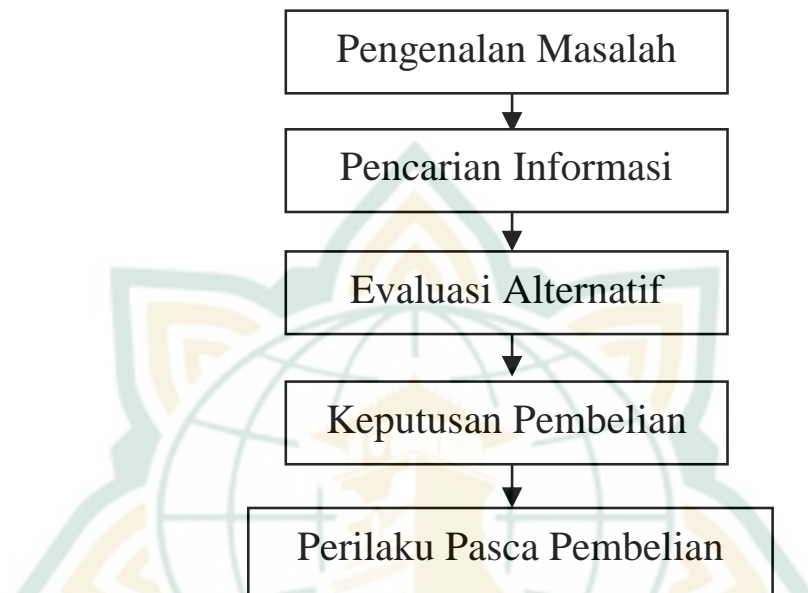 Pengenalan Masalah
Pencarian Informasi
Evaluasi Alternatif
Keputusan Pembelian
Perilaku Pasca Pembelian